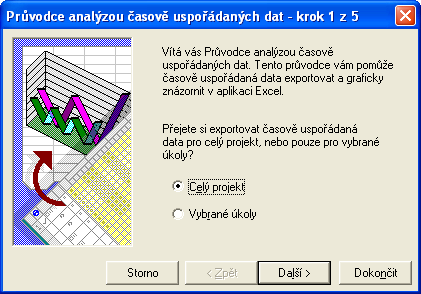 Průvodce analýzou časově uspořádaných dat - krok 1 z 5
Vítá vás Průvodce analýzou časově
uspořádaných dat. Tento průvodce vám pomůže
časově uspořádaná data exportovat a graficky
znázornit v aplikaci Excel.
Přejete si exportovat časově uspořádaná
data pro celý projekt, nebo pouze pro vybrané
úkoly?
Celý projekt
Vybrané úkoly
Storno
< Zpět
Další >
Dokončit